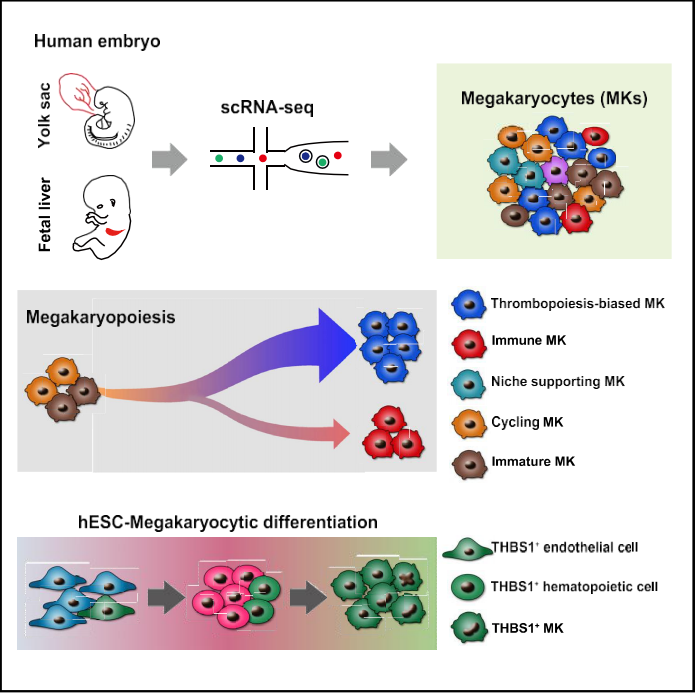 Human embryo
Yolk sac
Fetal liver
scRNA-seq
Megakaryocytes (MKs)
Megakaryopoiesis
Thrombopoiesis-biased MK
Immune MK
Niche supporting MK
Cycling MK
Immature MK
hESC-Megakaryocytic differentiation
THBS1⁺ endothelial cell
THBS1⁺ hematopoietic cell
THBS1⁺ MK